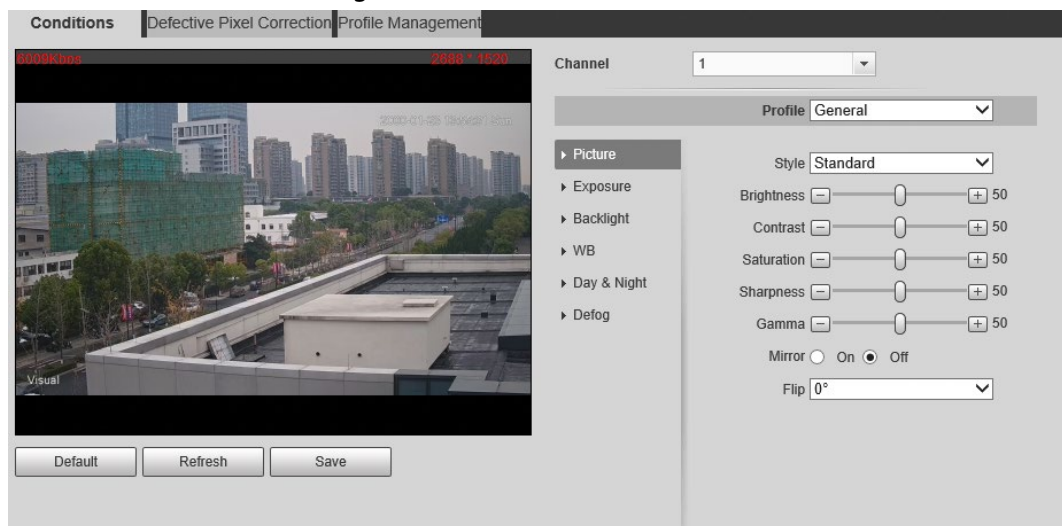 Conditions Defective Pixel Correction Profile Management
6009Kbps 2688 * 1520
Visual
Default Refresh Save
Channel 1
Profile General
Picture
Exposure
Backlight
WB
Day & Night
Defog
Style Standard
Brightness - + 50
Contrast - + 50
Saturation - + 50
Sharpness - + 50
Gamma - + 50
Mirror On Off
Flip 0°